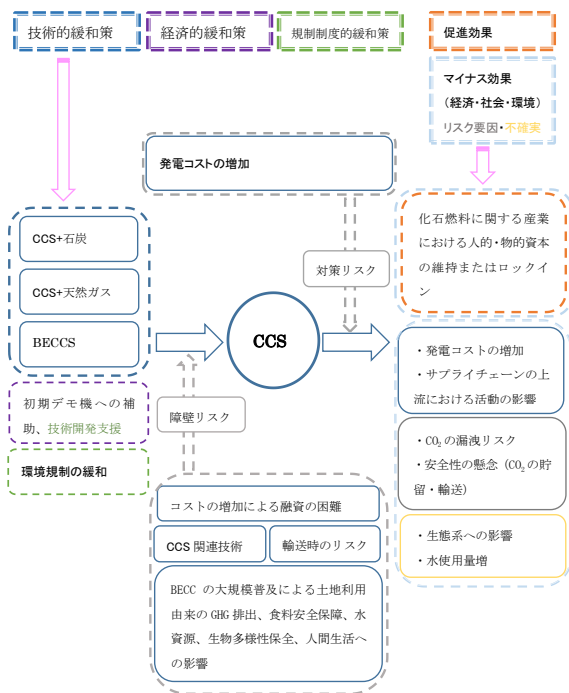 技術的緩和策
経済的緩和策
規制制度的緩和策
促進効果
マイナス効果
(経済・社会・環境)
リスク要因・不確実
発電コストの増加
CCS+石炭
CCS+天然ガス
BECCS
初期デモ機への補
助、技術開発支援
環境規制の緩和
CCS
対策リスク
障壁リスク
コストの増加による融資の困難
CCS 関連技術
輸送時のリスク
BECC の大規模普及による土地利用
由来の GHG 排出、食料安全保障、水
資源、生物多様性保全、人間生活へ
の影響
化石燃料に関する産業
における人的・物的資本
の維持またはロックイ
ン
・発電コストの増加
・サプライチェーンの上
流における活動の影響
・CO₂の漏洩リスク
・安全性の懸念（CO₂の貯
留・輸送）
・生態系への影響
・水使用量増